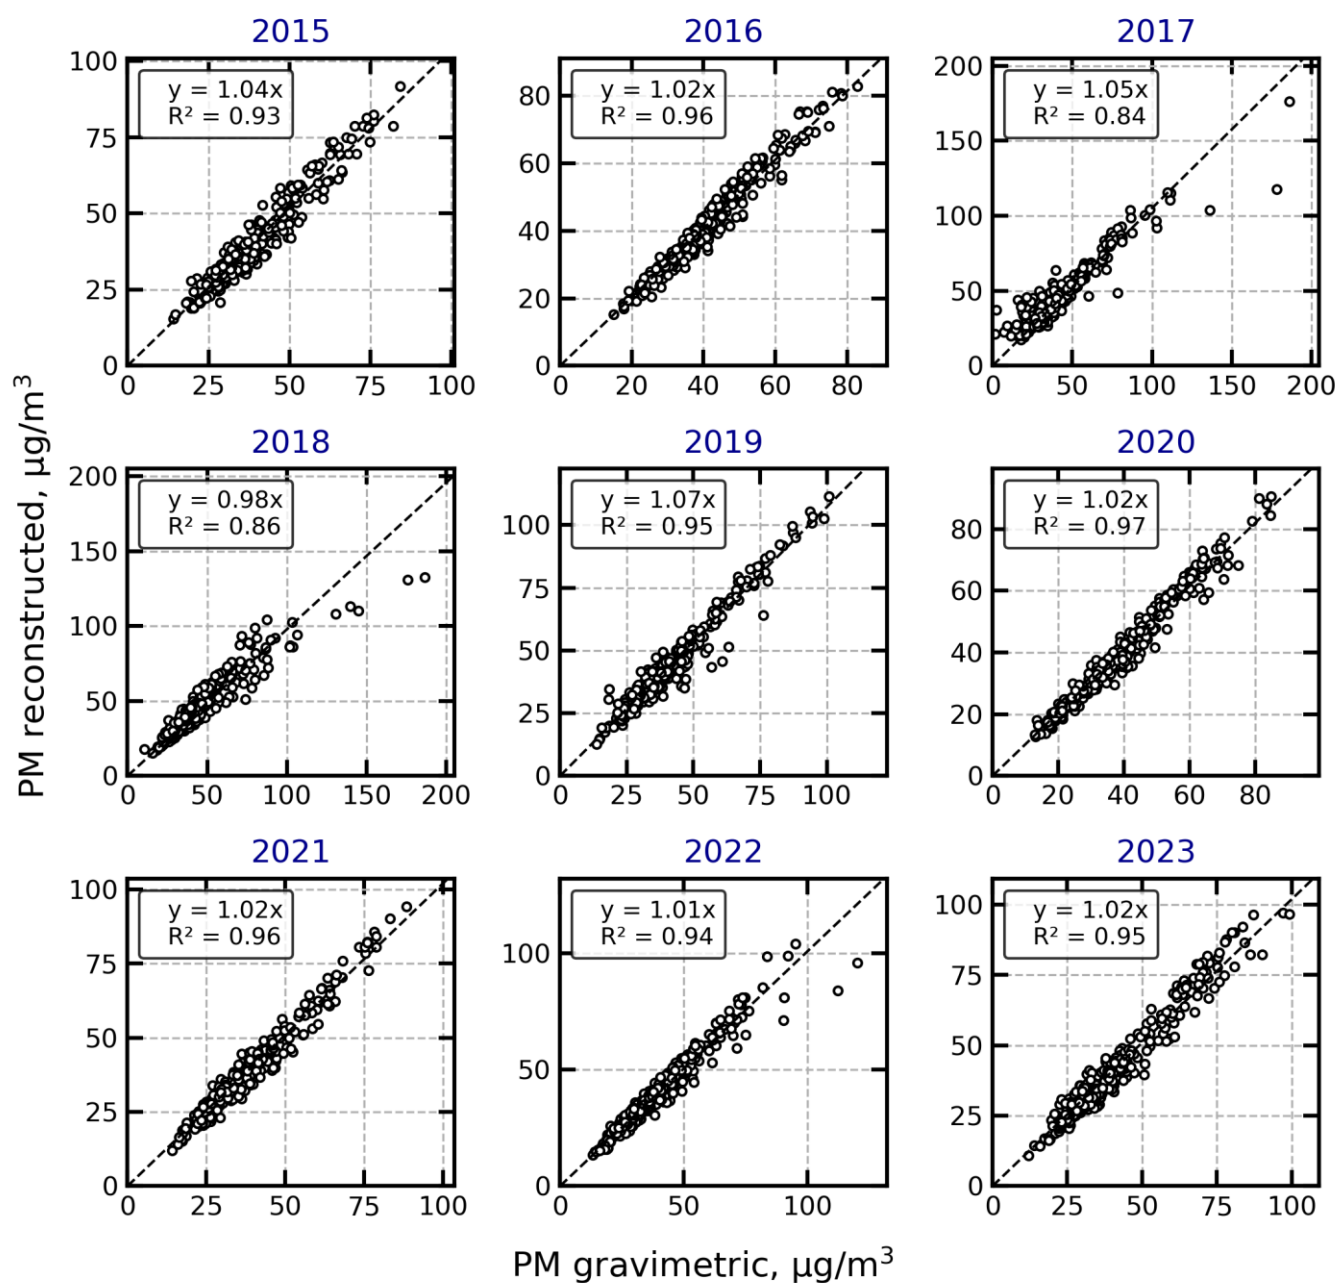 2015
2016
2017
100
75
50
25
0
0 25 50 75 100
y = 1.04x
R² = 0.93
80
60
40
20
0
0 20 40 60 80
y = 1.02x
R² = 0.96
200
150
100
50
0
0 50 100 150 200
y = 1.05x
R² = 0.84
PM reconstructed, µg/m³
2018
2019
2020
200
150
100
50
0
0 50 100 150 200
y = 0.98x
R² = 0.86
100
75
50
25
0
0 25 50 75 100
y = 1.07x
R² = 0.95
80
60
40
20
0
0 20 40 60 80
y = 1.02x
R² = 0.97
2021
2022
2023
100
75
50
25
0
0 25 50 75 100
y = 1.02x
R² = 0.96
100
50
0
0 50 100
y = 1.01x
R² = 0.94
100
75
50
25
0
0 25 50 75 100
y = 1.02x
R² = 0.95
PM gravimetric, µg/m³